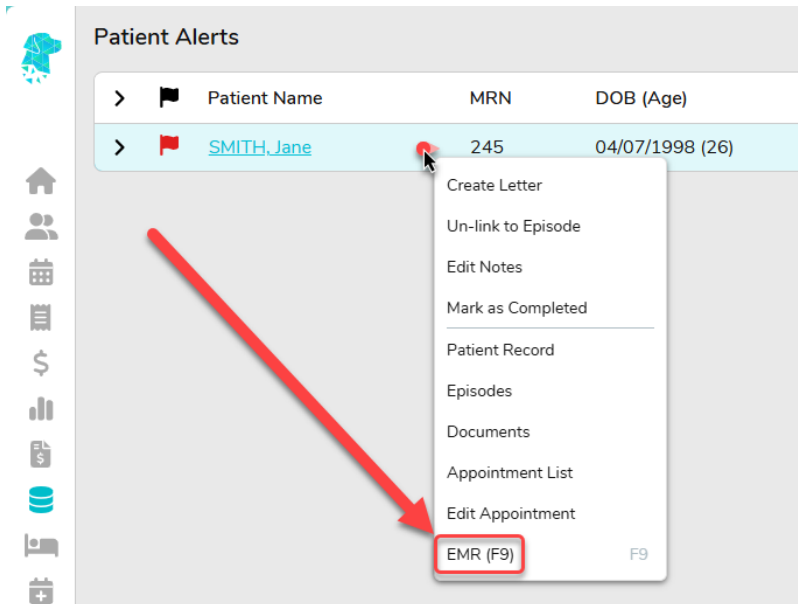 Patient Alerts
Patient Name MRN DOB (Age)
SMITH, Jane 245 04/07/1998 (26)
Create Letter
Un-link to Episode
Edit Notes
Mark as Completed
Patient Record
Episodes
Documents
Appointment List
Edit Appointment
EMR (F9) F9